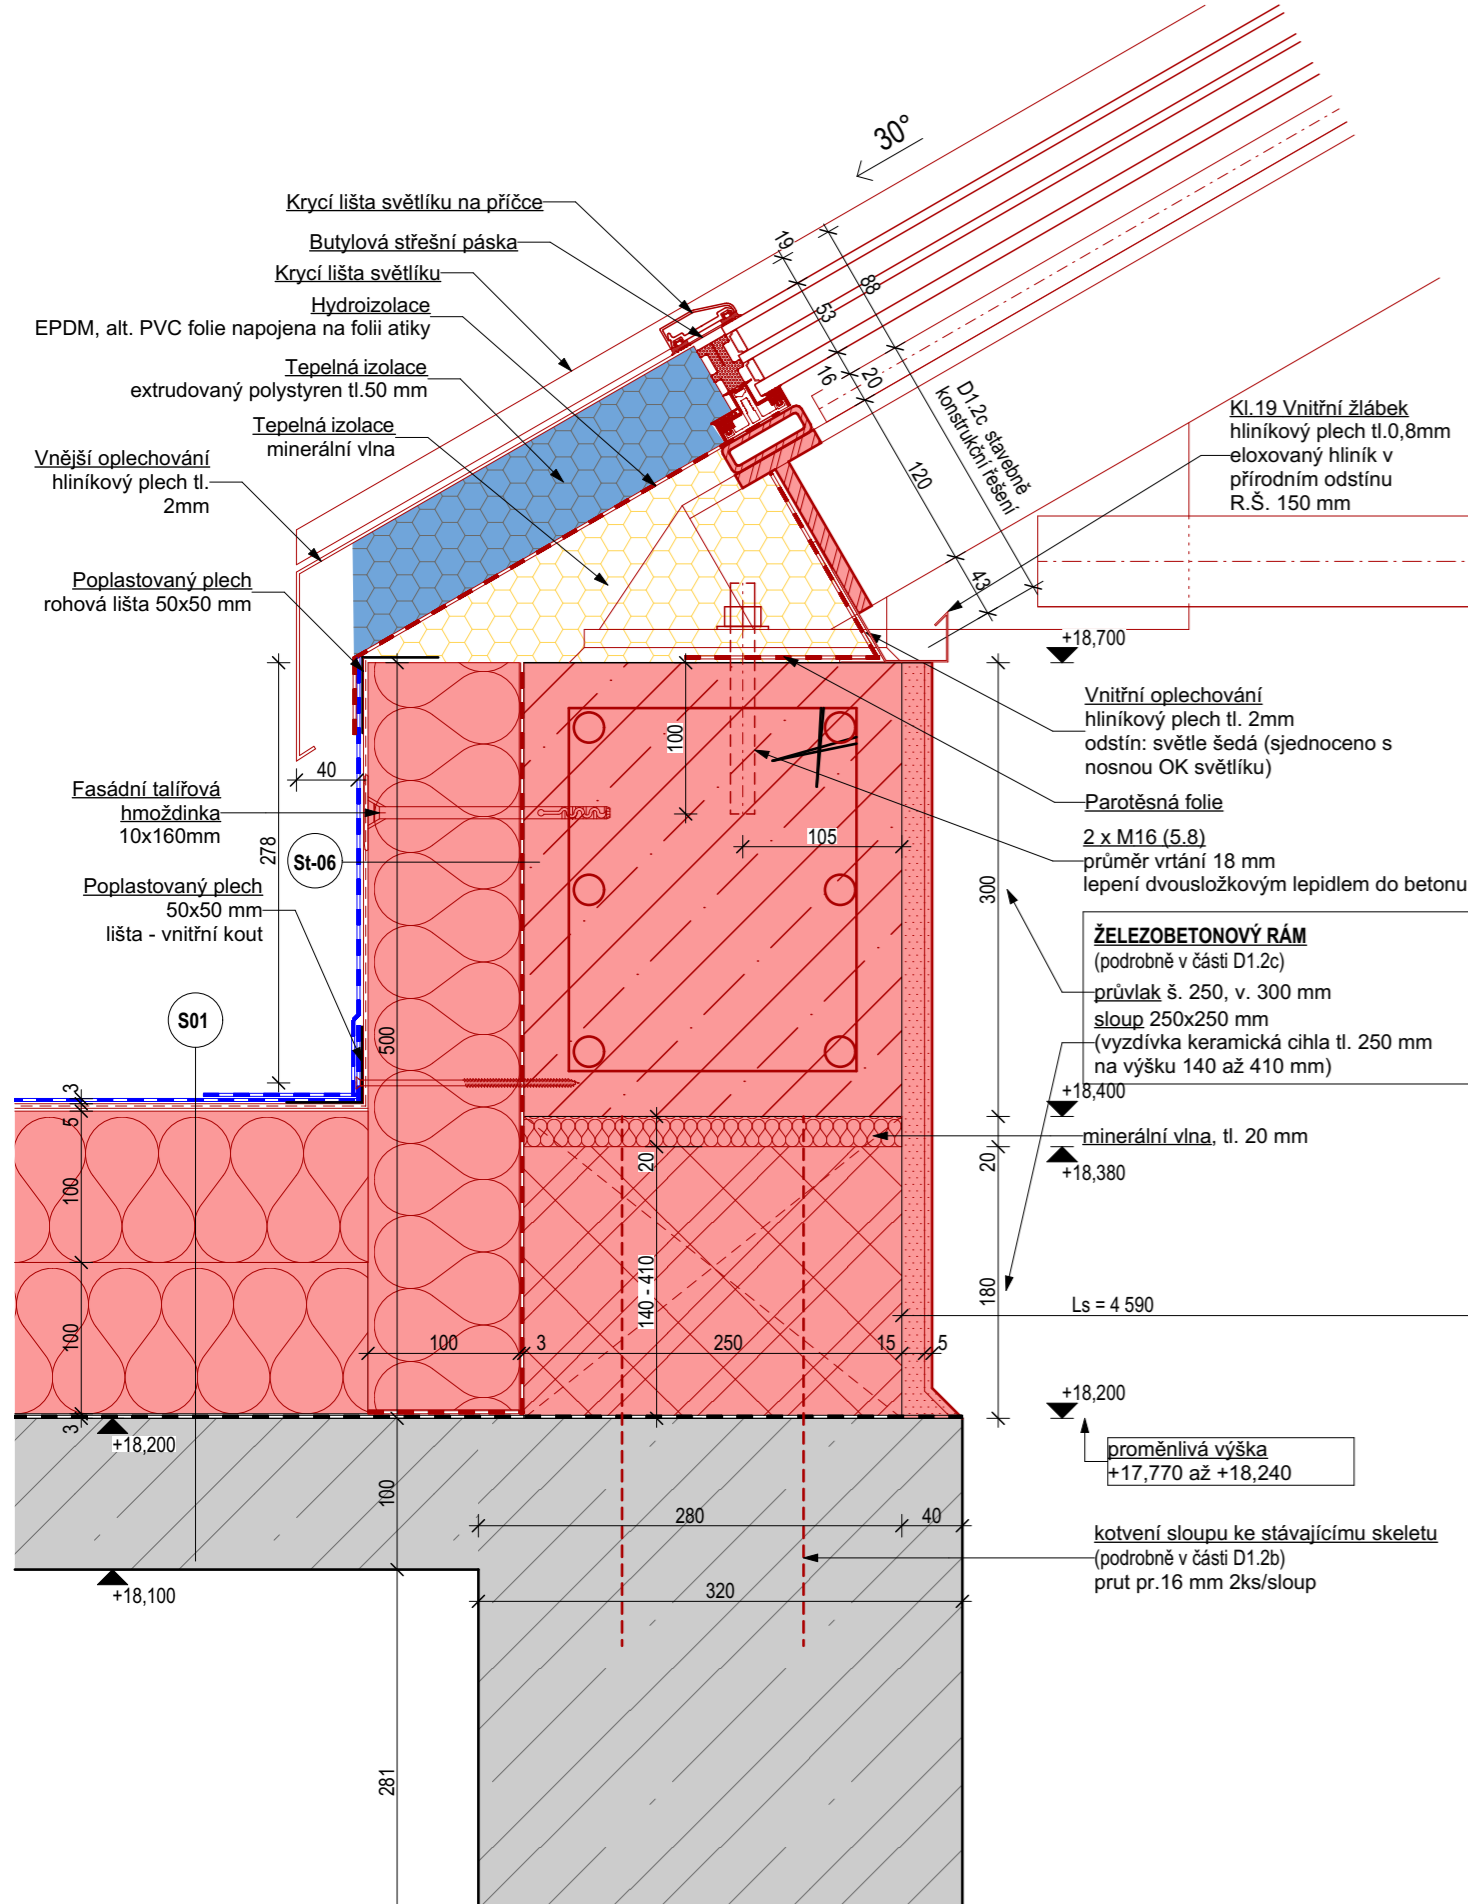 30°
Krycí lišta světlíku na příčce
Butylová střešní páska
Krycí lišta světlíku
Hydroizolace
EPDM, alt. PVC folie napojena na folii atiky
Tepelná izolace
extrudovaný polystyren tl.50 mm
Tepelná izolace
minerální vlna
Vnější oplechování
hliníkový plech tl.
2mm
Poplastovaný plech
rohová lišta 50x50 mm
19
88
53
16
20
120
43
D1.2c stavebně
konstrukční řešení
Kl.19 Vnitřní žlábek
hliníkový plech tl.0,8mm
eloxovaný hliník v
přírodním odstínu
R.Š. 150 mm
+18,700
Vnitřní oplechování
hliníkový plech tl. 2mm
odstín: světle šedá (sjednoceno s
nosnou OK světlíku)
Parotěsná folie
2 x M16 (5.8)
průměr vrtání 18 mm
lepení dvousložkovým lepidlem do betonu
40
100
105
Fasádní talířová
hmoždinka
10x160mm
278
St-06
300
Poplastovaný plech
50x50 mm
lišta - vnitřní kout
ŽELEZOBETONOVÝ RÁM
(podrobně v části D1.2c)
průvlak š. 250, v. 300 mm
sloup 250x250 mm
(vyzdívka keramická cihla tl. 250 mm
na výšku 140 až 410 mm)
S01
500
+18,400
minerální vlna, tl. 20 mm
+18,380
3
5
100
100
3
20
20
140 - 410
180
Ls = 4 590
100
3
250
15
5
+18,200
+18,200
proměnlivá výška
+17,770 až +18,240
100
280
40
kotvení sloupu ke stávajícímu skeletu
(podrobně v části D1.2b)
prut pr.16 mm 2ks/sloup
+18,100
320
281